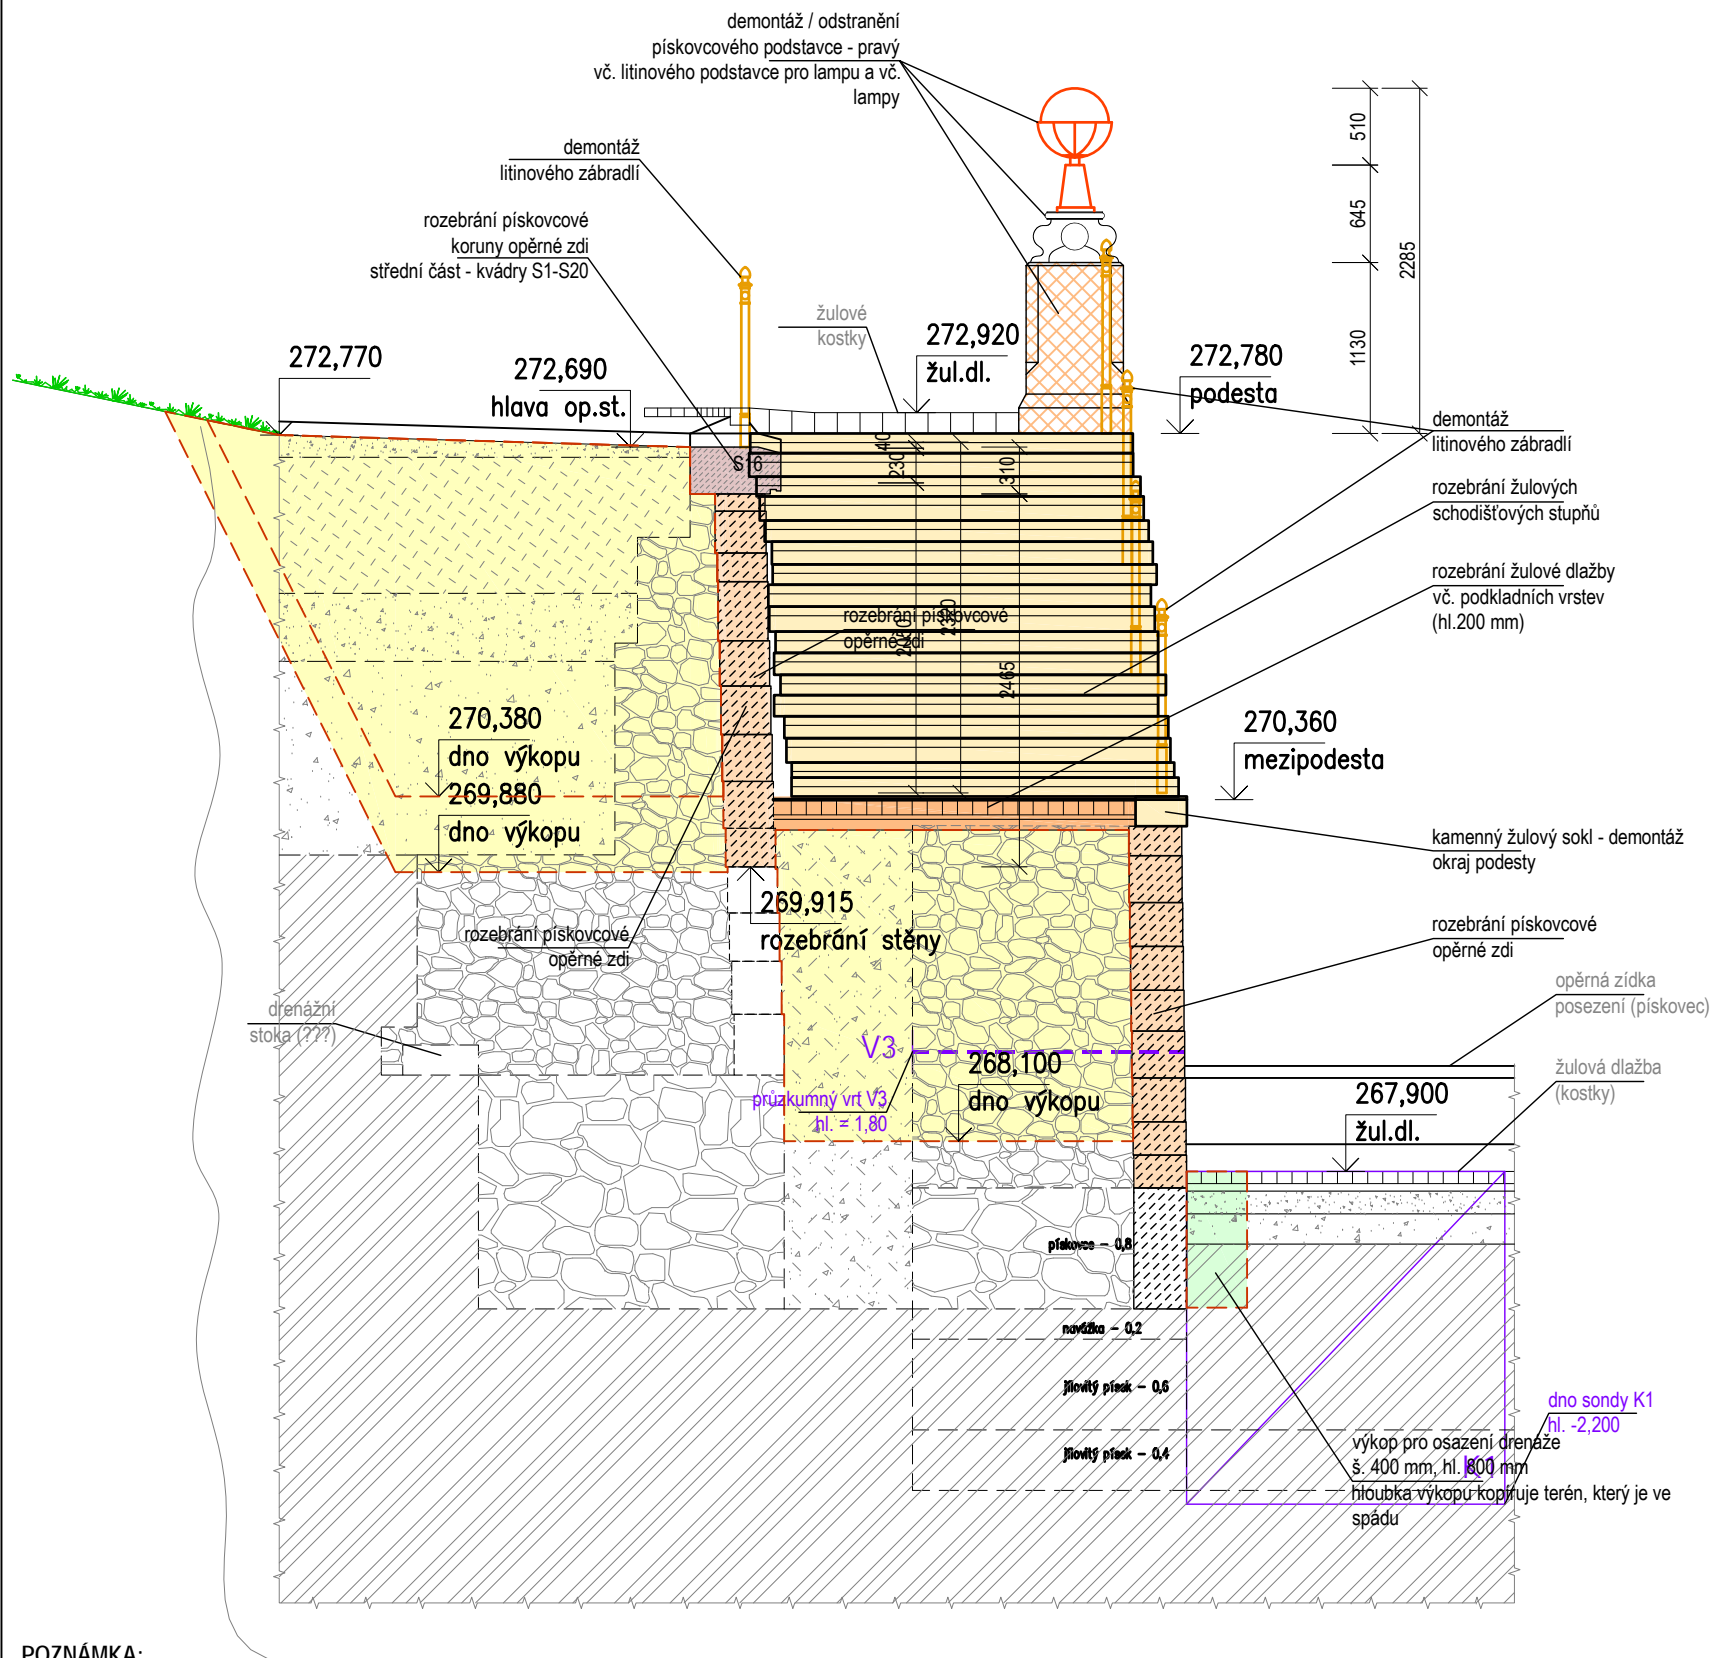 demontáž / odstranění
pískovcového podstavce - pravý
vč. litinového podstavce pro lampu a vč.
lampy
demontáž
litinového zábradlí
rozebrání pískovcové
koruny opěrné zdi
střední část - kvádry S1-S20
žulové
kostky
510
645
2285
1130
272,770
272,690
hlava op.st.
272,920
žul.dl.
272,780
podesta
demontáž
litinového zábradlí
S16
40
230
310
rozebrání žulových
schodišťových stupňů
rozebrání žulové dlažby
vč. podkladních vrstev
(hl.200 mm)
rozebrání pískovcové
opěrné zdi
2320
2465
270,380
dno výkopu
269,880
dno výkopu
270,360
mezipodesta
kamenný žulový sokl - demontáž
okraj podesty
269,915
rozebrání stěny
rozebrání pískovcové
opěrné zdi
rozebrání pískovcové
opěrné zdi
opěrná zídka
posezení (pískovec)
drenážní
stoka (???)
V3
268,100
dno výkopu
průzkumný vrt V3
hl. = 1,80
žulová dlažba
(kostky)
267,900
žul.dl.
pískovce - 0,8
navážka - 0,2
jílovitý písek - 0,6
jílovitý písek - 0,4
dno sondy K1
hl. -2,200
K1
výkop pro osazení drenáže
š. 400 mm, hl. 800 mm
hloubka výkopu kopíruje terén, který je ve
spádu
POZNÁMKA: